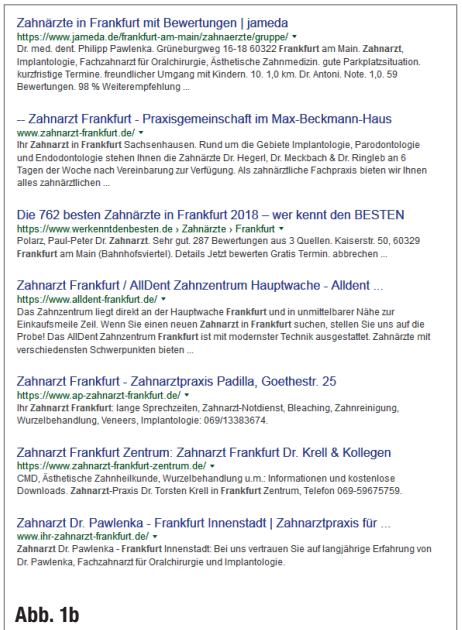 Zahnärzte in Frankfurt mit Bewertungen | jameda
https://www.jameda.de/frankfurt-am-main/zahnaerzte/gruppe/ ▾
Dr. med. dent. Philipp Pawlenka. Grüneburgweg 16-18 60322 Frankfurt am Main. Zahnarzt,
Implantologie, Fachzahnarzt für Oralchirurgie, Ästhetische Zahnmedizin. gute Parkplatzsituation.
kurzfristige Termine. freundlicher Umgang mit Kindern. 10. 1,0 km. Dr. Antoni. Note. 1,0. 59
Bewertungen. 98 % Weiterempfehlung ...
-- Zahnarzt Frankfurt - Praxisgemeinschaft im Max-Beckmann-Haus
www.zahnarzt-frankfurt.de/ ▾
Ihr Zahnarzt in Frankfurt Sachsenhausen. Rund um die Gebiete Implantologie, Parodontologie
und Endodontologie stehen Ihnen die Zahnärzte Dr. Hegerl, Dr. Meckbach & Dr. Ringleb an 6
Tagen der Woche nach Vereinbarung zur Verfügung. Als zahnärztliche Fachpraxis bieten wir Ihnen
alles zahnärztlichen ...
Die 762 besten Zahnärzte in Frankfurt 2018 – wer kennt den BESTEN
https://www.werkenntdenbesten.de › Zahnärzte › Frankfurt ▾
Polarz, Paul-Peter Dr. Zahnarzt. Sehr gut. 287 Bewertungen aus 3 Quellen. Kaiserstr. 50, 60329
Frankfurt am Main (Bahnhofsviertel). Details Jetzt bewerten Gratis Termin. abbrechen ...
Zahnarzt Frankfurt / AllDent Zahnzentrum Hauptwache - Alldent ...
https://www.alldent-frankfurt.de/ ▾
Das Zahnzentrum liegt direkt an der Hauptwache Frankfurt und in unmittelbarer Nähe zur
Einkaufsmeile Zeil. Wenn Sie einen neuen Zahnarzt in Frankfurt suchen, stellen Sie uns auf die
Probe! Das AllDent Zahnzentrum Frankfurt ist mit modernster Technik ausgestattet. Zahnärzte mit
verschiedensten Schwerpunkten bieten ...
Zahnarzt Frankfurt - Zahnarztpraxis Padilla, Goethestr. 25
https://www.ap-zahnarzt-frankfurt.de/ ▾
Ihr Zahnarzt Frankfurt: lange Sprechzeiten, Zahnarzt-Notdienst, Bleaching, Zahnreinigung,
Wurzelbehandlung, Veneers, Implantologie: 069/13383674.
Zahnarzt Frankfurt Zentrum: Zahnarzt Frankfurt Dr. Krell & Kollegen
https://www.zahnarzt-frankfurt-zentrum.de/ ▾
CMD, Ästhetische Zahnheilkunde, Wurzelbehandlung u.m.: Informationen und kostenlose
Downloads. Zahnarzt-Praxis Dr. Torsten Krell in Frankfurt Zentrum, Telefon 069-59675759.
Zahnarzt Dr. Pawlenka - Frankfurt Innenstadt | Zahnarztpraxis für ...
www.ihr-zahnarzt-frankfurt.de/ ▾
Zahnarzt Dr. Pawlenka - Frankfurt Innenstadt: Bei uns vertrauen Sie auf langjährige Erfahrung von
Dr. Pawlenka, Fachzahnarzt für Oralchirurgie und Implantologie.
Abb. 1b